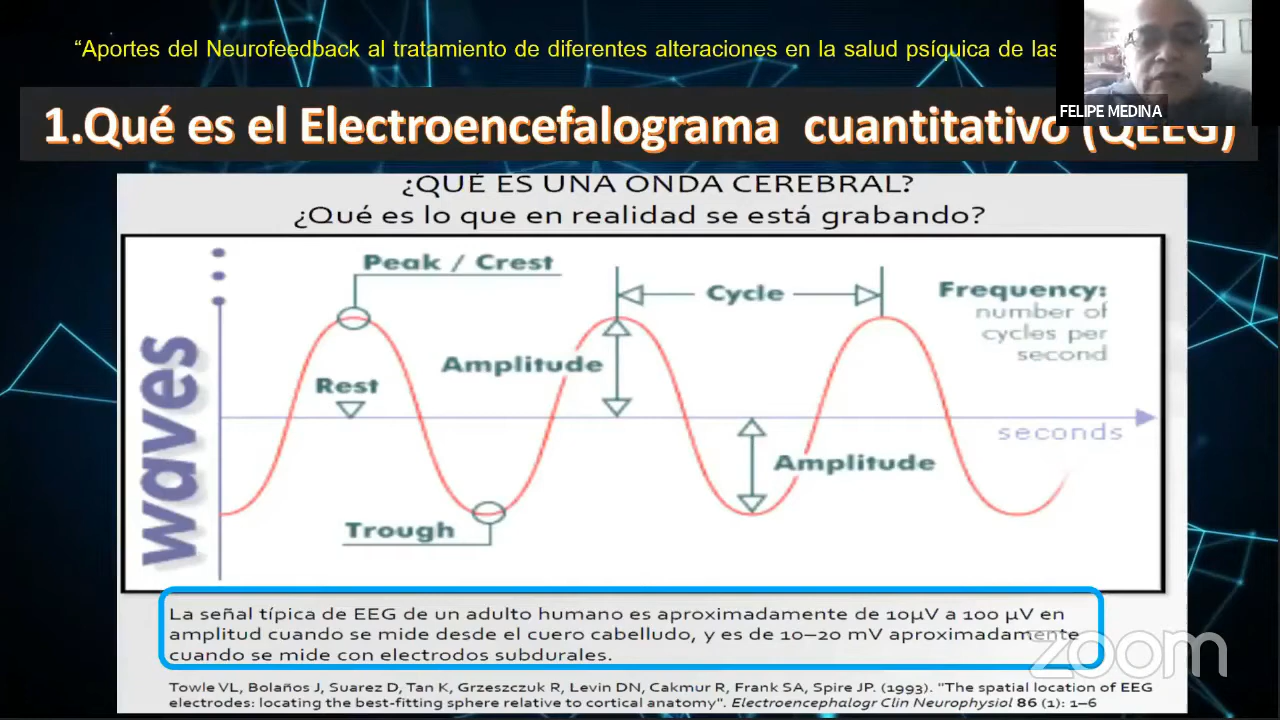 “Aportes del Neurofeedback al tratamiento de diferentes alteraciones en la salud psíquica de las
FELIPE MEDINA
1.Qué es el Electroencefalograma cuantitativo (QEEG)
¿QUÉ ES UNA ONDA CEREBRAL?
¿Qué es lo que en realidad se está grabando?
Peak / Crest
Cycle
Frequency:
number of
cycles per
second
Amplitude
Rest
waves
seconds
Amplitude
Trough
La señal típica de EEG de un adulto humano es aproximadamente de 10µV a 100 µV en
amplitud cuando se mide desde el cuero cabelludo, y es de 10–20 mV aproximadamente
cuando se mide con electrodos subdurales.
zoom
Towle VL, Bolaños J, Suarez D, Tan K, Grzeszczuk R, Levin DN, Cakmur R, Frank SA, Spire JP. (1993). "The spatial location of EEG
electrodes: locating the best-fitting sphere relative to cortical anatomy". Electroencephalogr Clin Neurophysiol 86 (1): 1–6